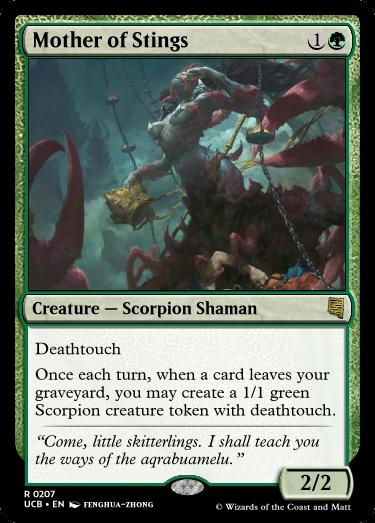 Mother of Stings 1
Creature — Scorpion Shaman
Deathtouch
Once each turn, when a card leaves your
graveyard, you may create a 1/1 green
Scorpion creature token with deathtouch.
“Come, little skitterlings. I shall teach you
the ways of the aqrabuamelu.”
2/2
R 0207
UCB • EN FENGHUA-ZHONG
© Wizards of the Coast and Matt